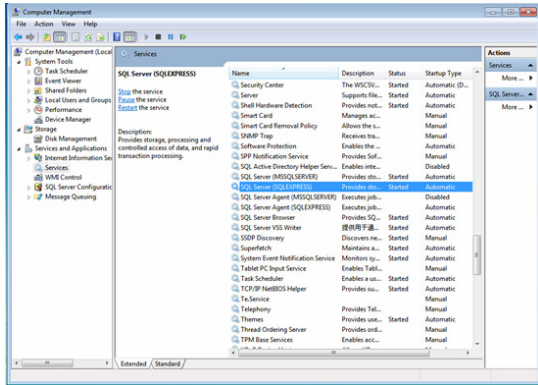 Computer Management
File Action View Help
Computer Management (Local
System Tools
Task Scheduler
Event Viewer
Shared Folders
Local Users and Groups
Performance
Device Manager
Storage
Disk Management
Services and Applications
Internet Information Se
Services
WMI Control
SQL Server Configuratio
Message Queuing
Services
SQL Server (SQLEXPRESS)
Stop the service
Pause the service
Restart the service
Description:
Provides storage, processing and
controlled access of data, and rapid
transaction processing.
Name Description Status Startup Type
Security Center The WSCSV... Started Automatic (D...
Server Supports file... Started Automatic
Shell Hardware Detection Provides not... Started Automatic
Smart Card Manages ac... Manual
Smart Card Removal Policy Allows the s... Manual
SNMP Trap Receives tra... Manual
Software Protection Enables the ... Automatic
SPP Notification Service Provides Sof... Manual
SQL Active Directory Helper Serv... Enables inte... Disabled
SQL Server (MSSQLSERVER) Provides sto... Started Automatic
SQL Server (SQLEXPRESS) Provides sto... Started Automatic
SQL Server Agent (MSSQLSERVER) Executes job... Disabled
SQL Server Agent (SQLEXPRESS) Executes job... Automatic
SQL Server Browser Provides SQ... Started Automatic
SQL Server VSS Writer 提供用于通... Started Automatic
SSDP Discovery Discovers ne... Started Manual
Superfetch Maintains a... Started Automatic
System Event Notification Service Monitors sy... Started Automatic
Tablet PC Input Service Enables Tabl... Manual
Task Scheduler Enables a us... Started Automatic
TCP/IP NetBIOS Helper Provides su... Started Automatic
Te.Service Manual
Telephony Provides Tel... Manual
Themes Provides use... Started Automatic
Thread Ordering Server Provides ord... Manual
TPM Base Services Enables acc... Manual
Extended Standard
Actions
Services
More ...
SQL Server...
More ...